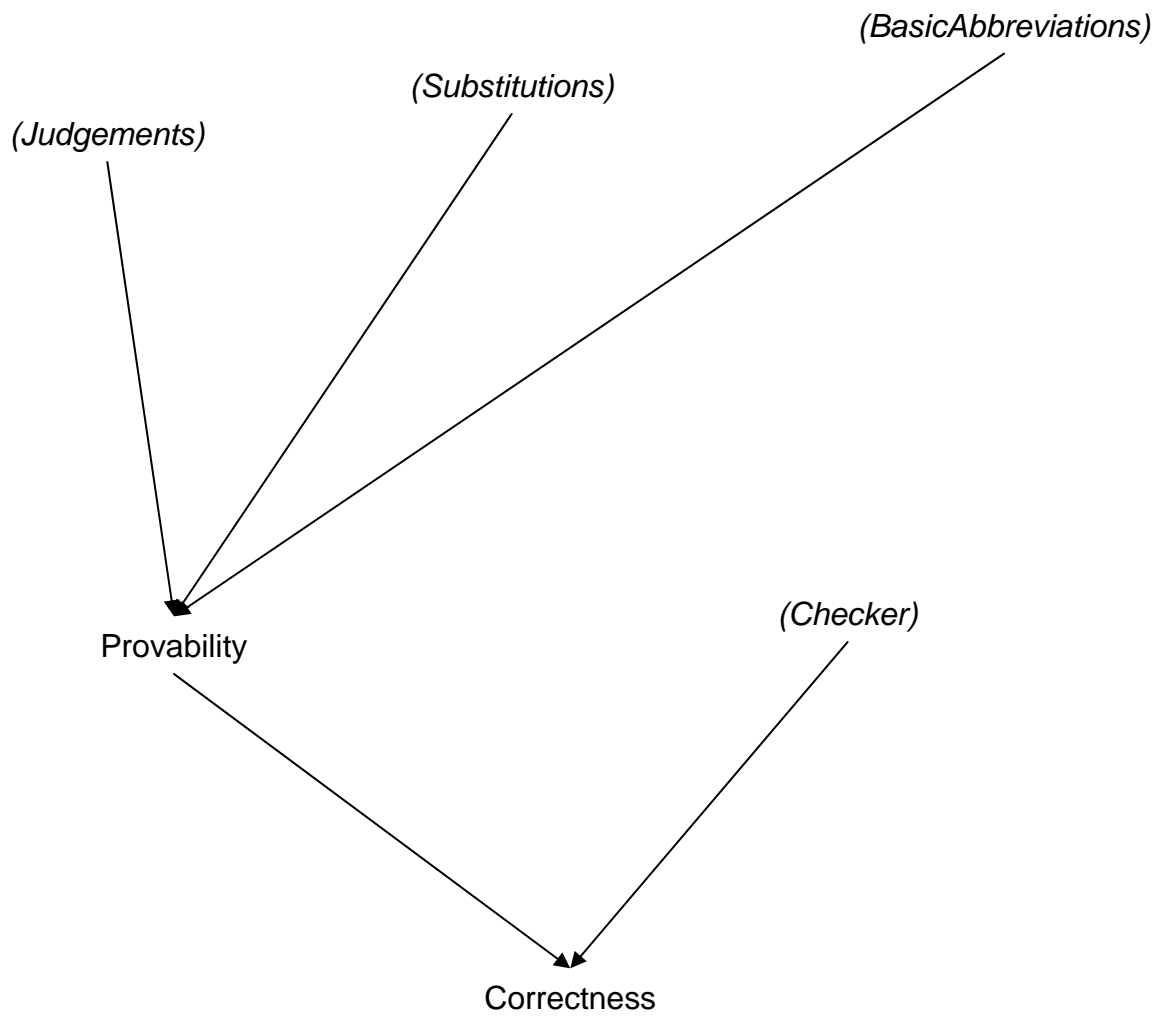 (BasicAbbreviations)
(Substitutions)
(Judgements)
(Checker)
Provability
Correctness